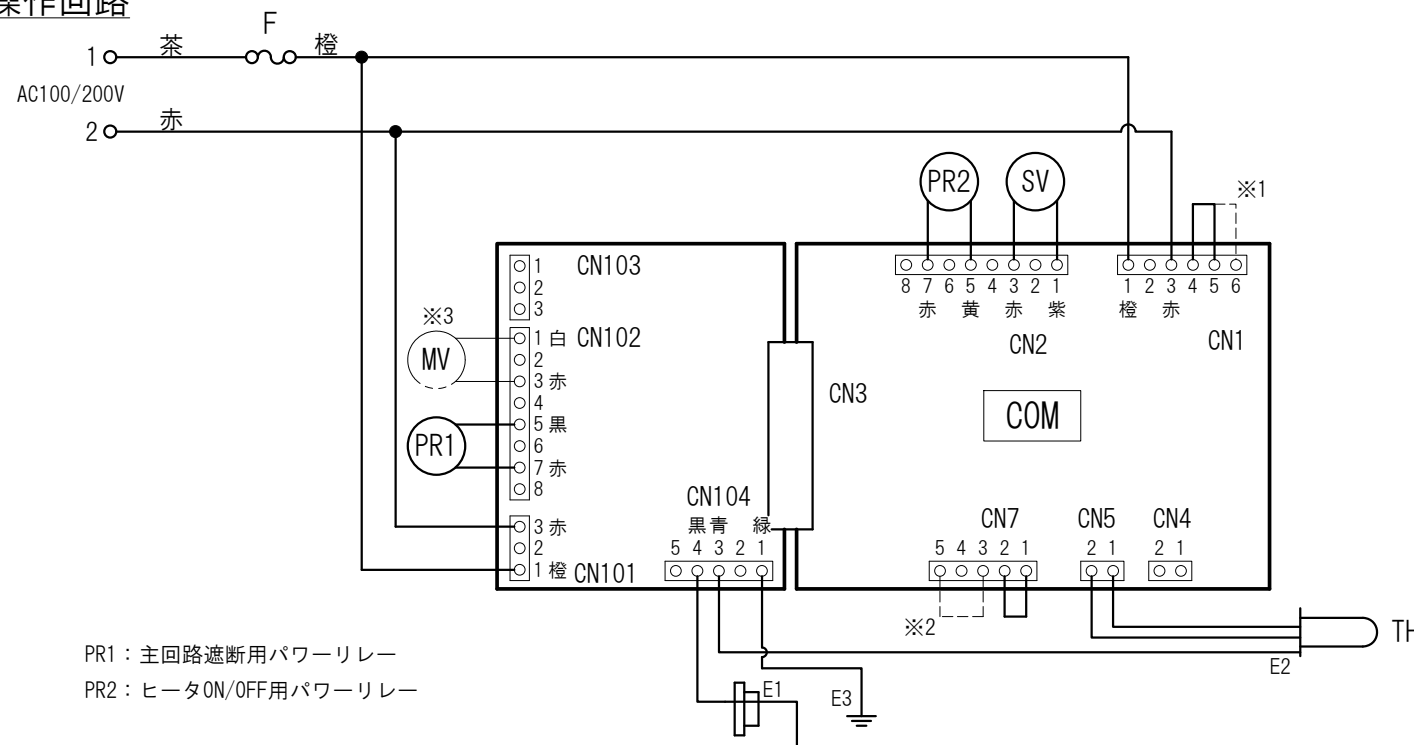 操作回路
F
1 茶 橙
AC100/200V
2 赤
PR2 SV ※1
8 7 6 5 4 3 2 1
赤 黄 赤 紫
CN2
1 2 3 4 5 6
橙 赤
CN1
CN103
1
2
3
※3
MV
CN102
1 白
2
3 赤
4
5 黒
6
7 赤
8
PR1
3 赤
2
1 橙
CN101
CN104
黒 青 緑
5 4 3 2 1
CN3
COM
CN7
5 4 3 2 1
CN5
2 1
CN4
2 1
※2
TH
E2
E1
E3
PR1：主回路遮断用パワーリレー
PR2：ヒータON/OFF用パワーリレー